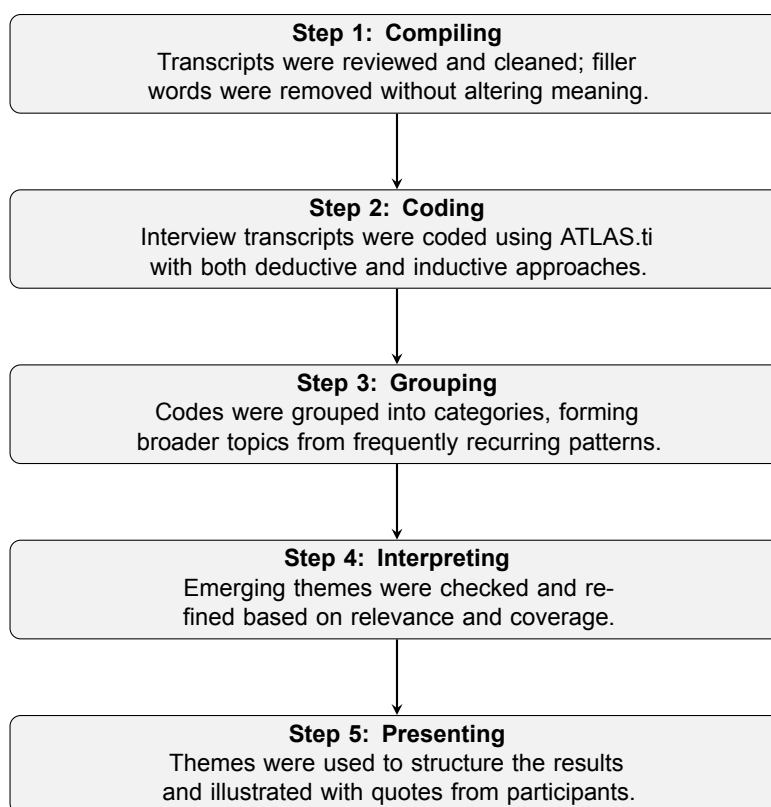 Step 1: Compiling
Transcripts were reviewed and cleaned; filler
words were removed without altering meaning.
Step 2: Coding
Interview transcripts were coded using ATLAS.ti
with both deductive and inductive approaches.
Step 3: Grouping
Codes were grouped into categories, forming
broader topics from frequently recurring patterns.
Step 4: Interpreting
Emerging themes were checked and re-
fined based on relevance and coverage.
Step 5: Presenting
Themes were used to structure the results
and illustrated with quotes from participants.